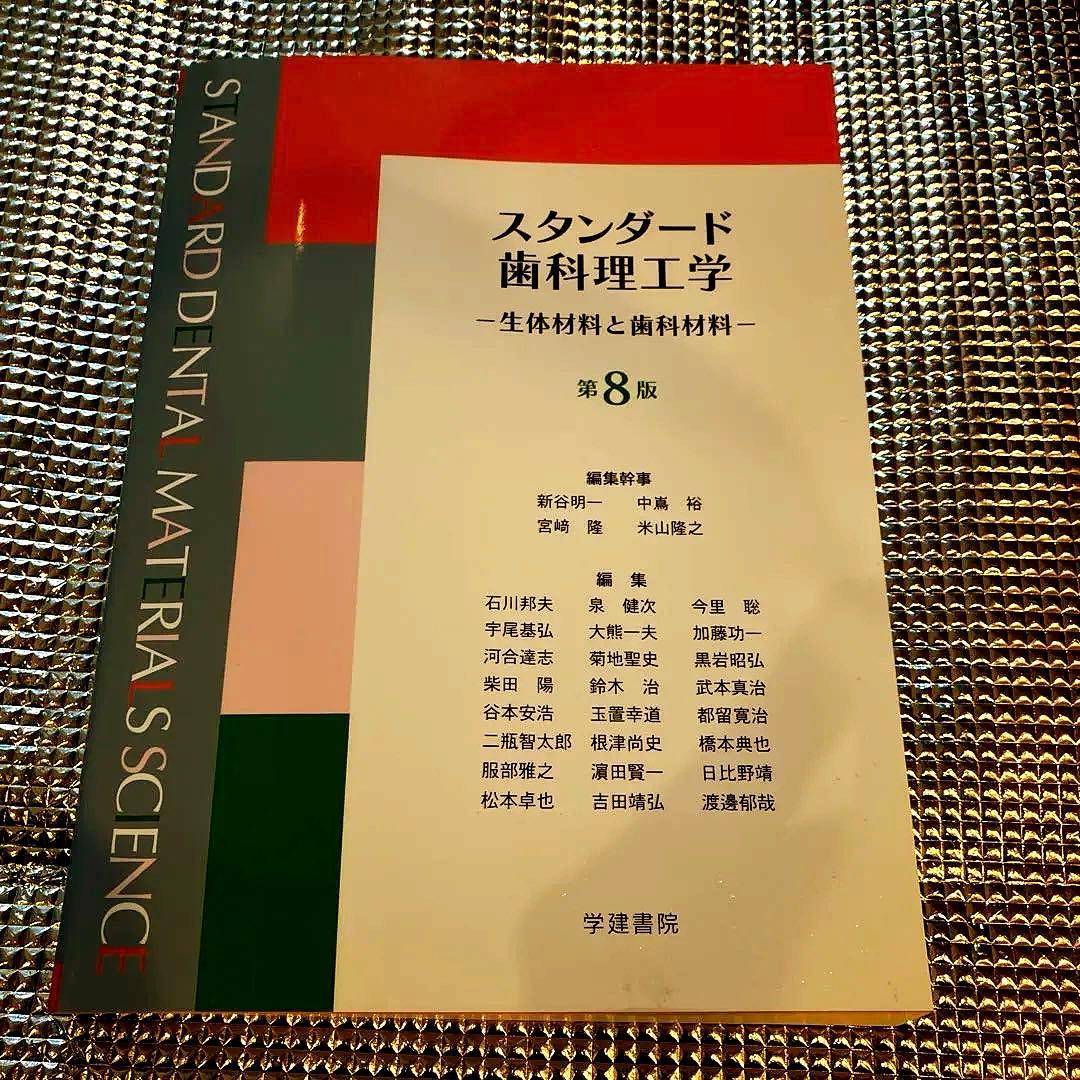 STANDARD DENTAL MATERIALS SCIENCE
スタンダード
歯科理工学
－生体材料と歯科材料－
第8版
編集幹事
新谷明一　中嶌　裕
宮﨑　隆　米山隆之
編　集
石川邦夫　泉　健次　今里　聡
宇尾基弘　大熊一夫　加藤功一
河合達志　菊地聖史　黒岩昭弘
柴田　陽　鈴木　治　武本真治
谷本安浩　玉置幸道　都留寛治
二瓶智太郎　根津尚史　橋本典也
服部雅之　濵田賢一　日比野靖
松本卓也　吉田靖弘　渡邊郁哉
学建書院